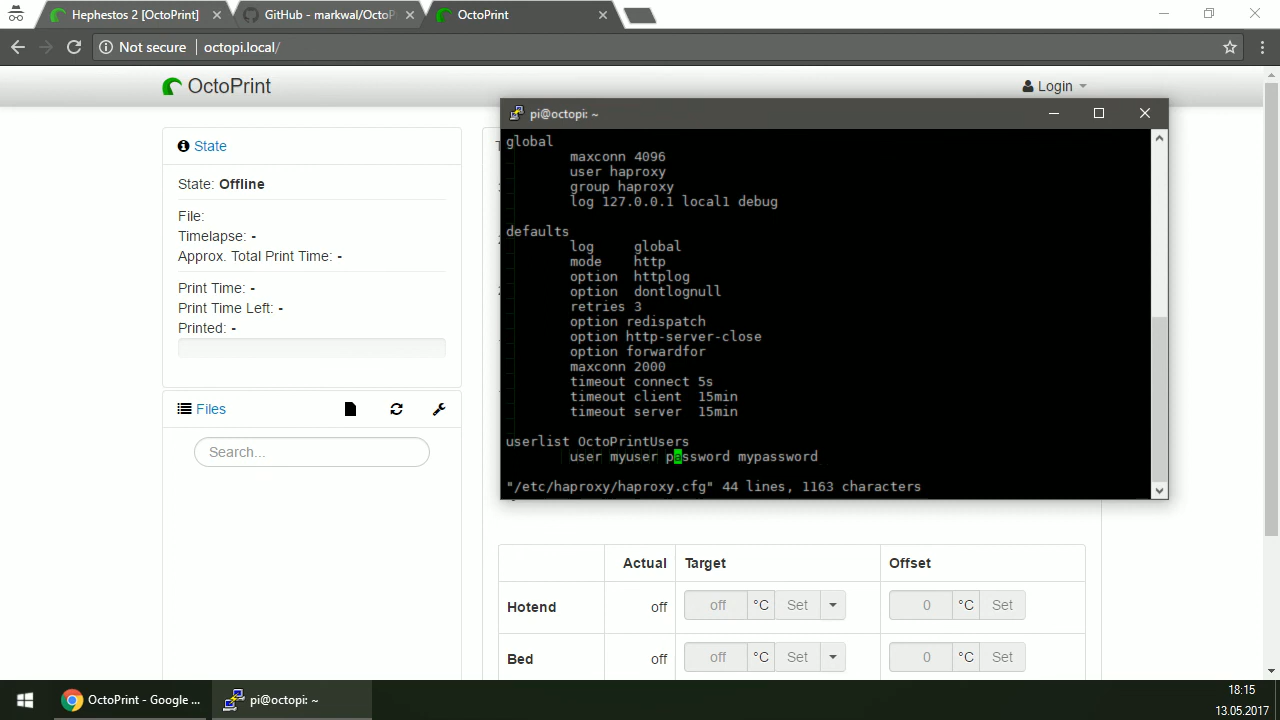 Hephestos 2 [OctoPrint]
GitHub - markwal/OctoP
OctoPrint
Not secure
octopi.local/
OctoPrint
Login
State
State: Offline
File:
Timelapse: -
Approx. Total Print Time: -
Print Time: -
Print Time Left: -
Printed: -
Files
Search...
pi@octopi: ~
global
maxconn 4096
user haproxy
group haproxy
log 127.0.0.1 local1 debug
defaults
log global
mode http
option httplog
option dontlognull
retries 3
option redispatch
option http-server-close
option forwardfor
maxconn 2000
timeout connect 5s
timeout client 15min
timeout server 15min
userlist OctoPrintUsers
user myuser password mypassword
"/etc/haproxy/haproxy.cfg" 44 lines, 1163 characters
Actual Target Offset
Hotend off off °C Set 0 °C Set
Bed off off °C Set 0 °C Set
OctoPrint - Google ...
pi@octopi: ~
18:15
13.05.2017